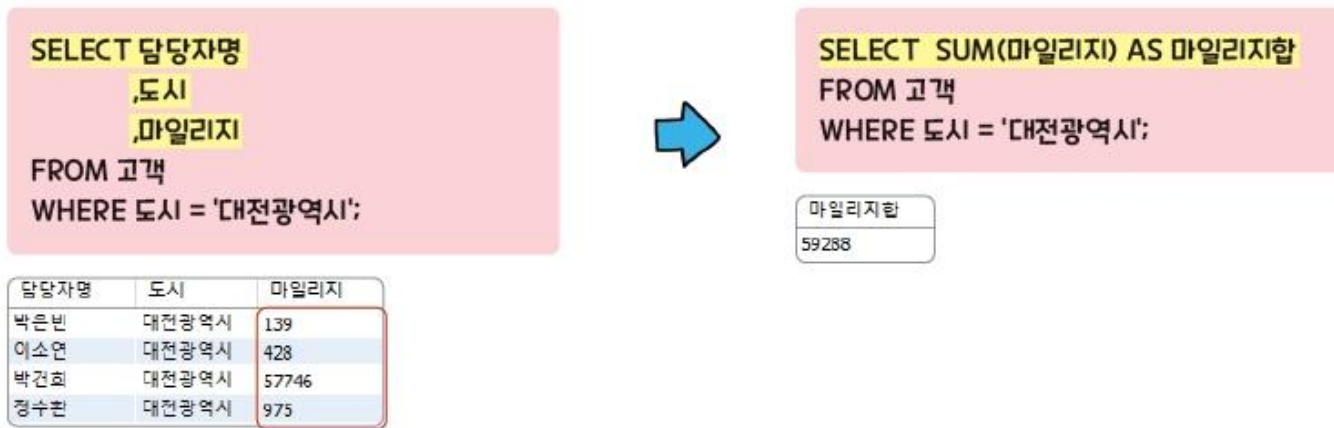 SELECT 담당자명
,도시
,마일리지
FROM 고객
WHERE 도시 = '대전광역시';
담당자명 도시 마일리지
박은빈 대전광역시 139
이소연 대전광역시 428
박건희 대전광역시 57746
정수환 대전광역시 975
SELECT SUM(마일리지) AS 마일리지합
FROM 고객
WHERE 도시 = '대전광역시';
마일리지합
59288